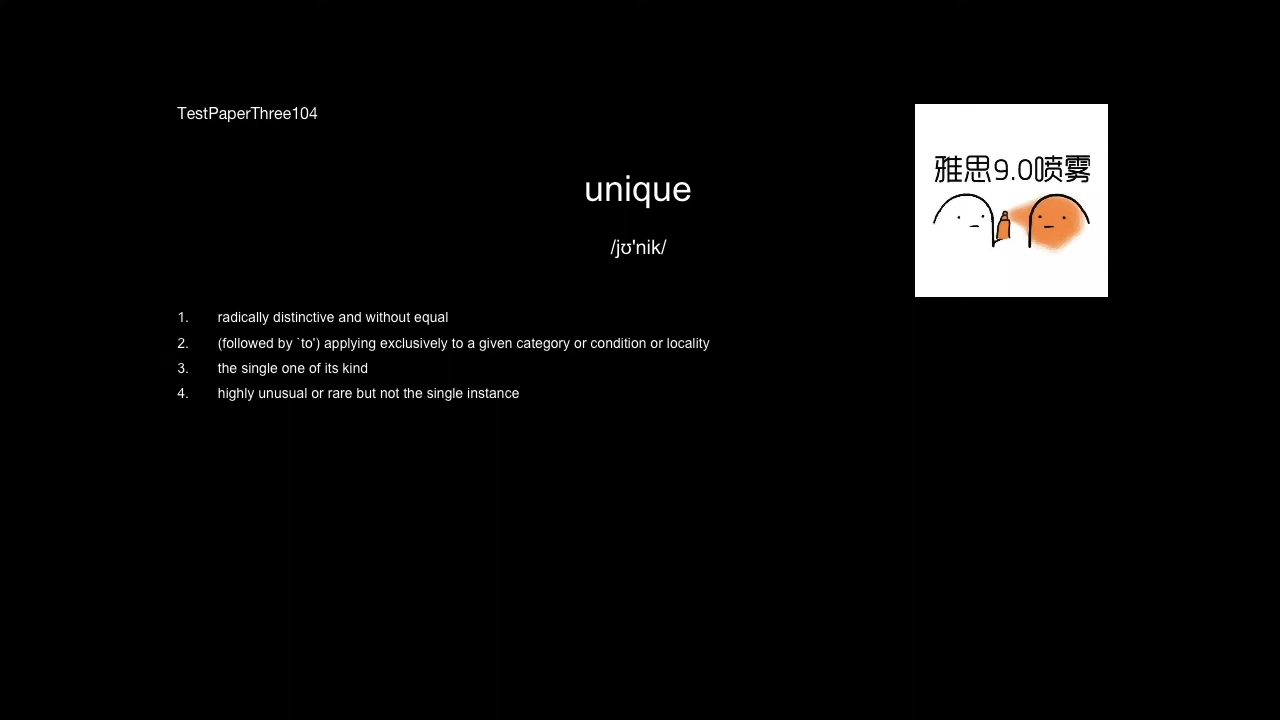 TestPaperThree104
雅思9.0喷雾
unique
/jʊ'nik/
1. radically distinctive and without equal
2. (followed by `to') applying exclusively to a given category or condition or locality
3. the single one of its kind
4. highly unusual or rare but not the single instance